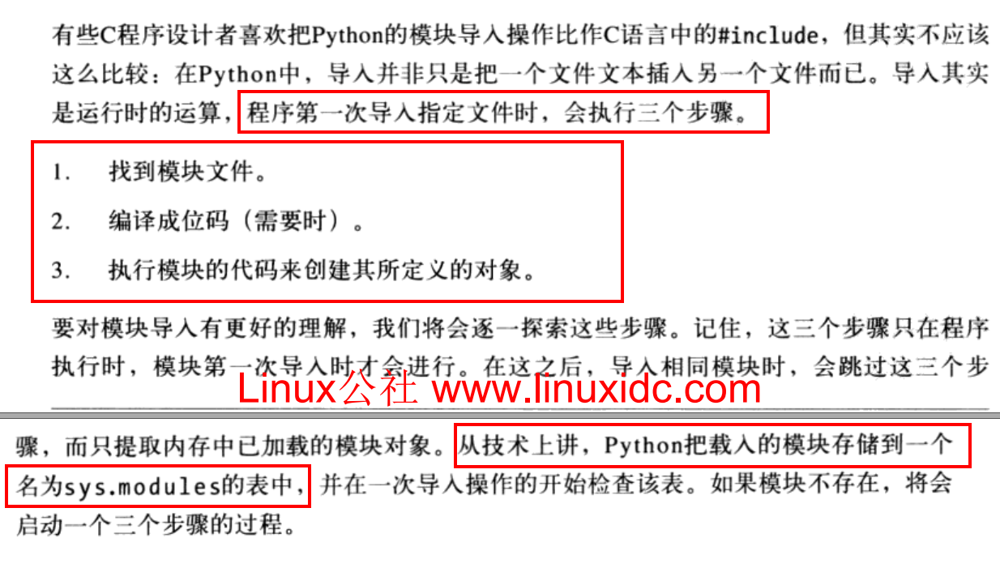 有些C程序设计者喜欢把Python的模块导入操作比作C语言中的#include，但其实不应该
这么比较：在Python中，导入并非只是把一个文件文本插入另一个文件而已。导入其实
是运行时的运算，程序第一次导入指定文件时，会执行三个步骤。
1. 找到模块文件。
2. 编译成位码（需要时）。
3. 执行模块的代码来创建其所定义的对象。
要对模块导入有更好的理解，我们将会逐一探索这些步骤。记住，这三个步骤只在程序
执行时，模块第一次导入时才会进行。在这之后，导入相同模块时，会跳过这三个步
Linux公社 www.linuxidc.com
骤，而只提取内存中已加载的模块对象。从技术上讲，Python把载入的模块存储到一个
名为sys.modules的表中，并在一次导入操作的开始检查该表。如果模块不存在，将会
启动一个三个步骤的过程。